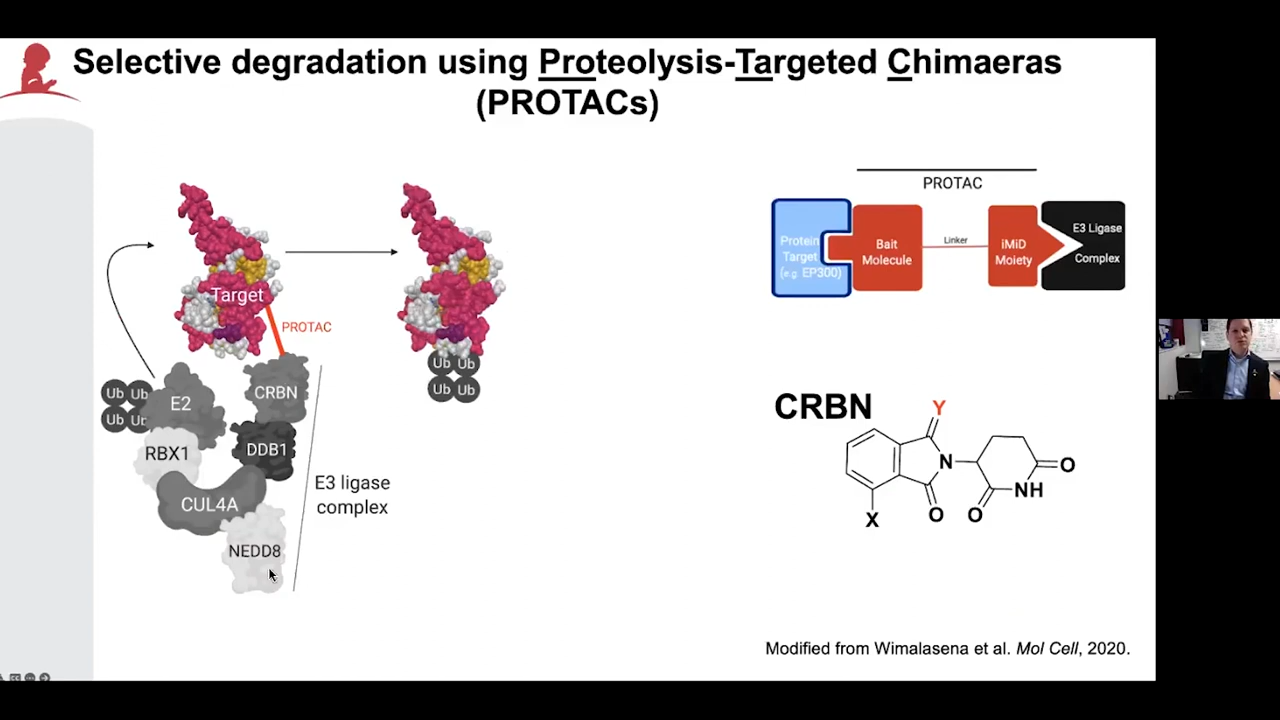 Selective degradation using Proteolysis-Targeted Chimaeras
(PROTACs)
Target
PROTAC
Ub Ub
Ub Ub
E2
RBX1
CUL4A
NEDD8
CRBN
DDB1
E3 ligase
complex
Ub Ub
Ub Ub
PROTAC
Protein
Target
(e.g. EP300)
Bait
Molecule
Linker
iMiD
Moiety
E3 Ligase
Complex
CRBN
Y
N
O
NH
O
O
X
Modified from Wimalasena et al. Mol Cell, 2020.